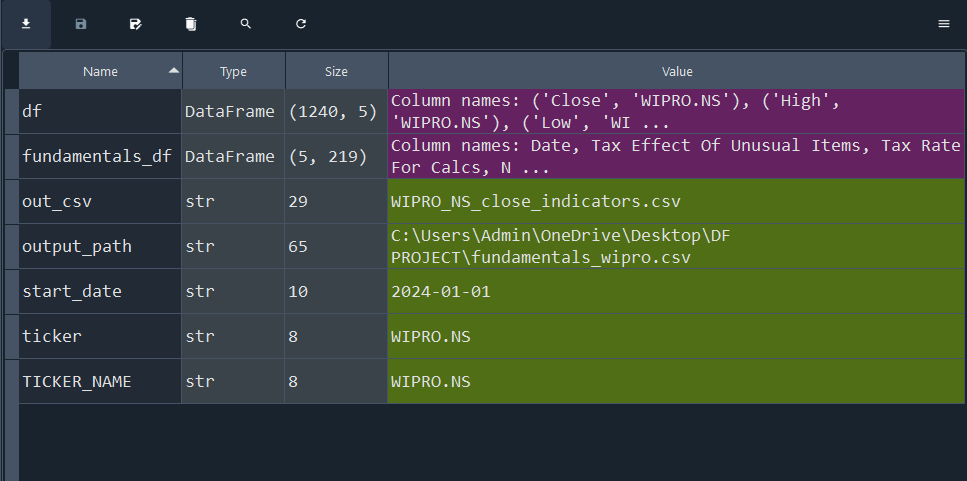 Name Type Size Value
df DataFrame (1240, 5) Column names: ('Close', 'WIPRO.NS'), ('High',
'WIPRO.NS'), ('Low', 'WI ...
fundamentals_df DataFrame (5, 219) Column names: Date, Tax Effect Of Unusual Items, Tax Rate
For Calcs, N ...
out_csv str 29 WIPRO_NS_close_indicators.csv
output_path str 65 C:\Users\Admin\OneDrive\Desktop\DF
PROJECT\fundamentals_wipro.csv
start_date str 10 2024-01-01
ticker str 8 WIPRO.NS
TICKER_NAME str 8 WIPRO.NS